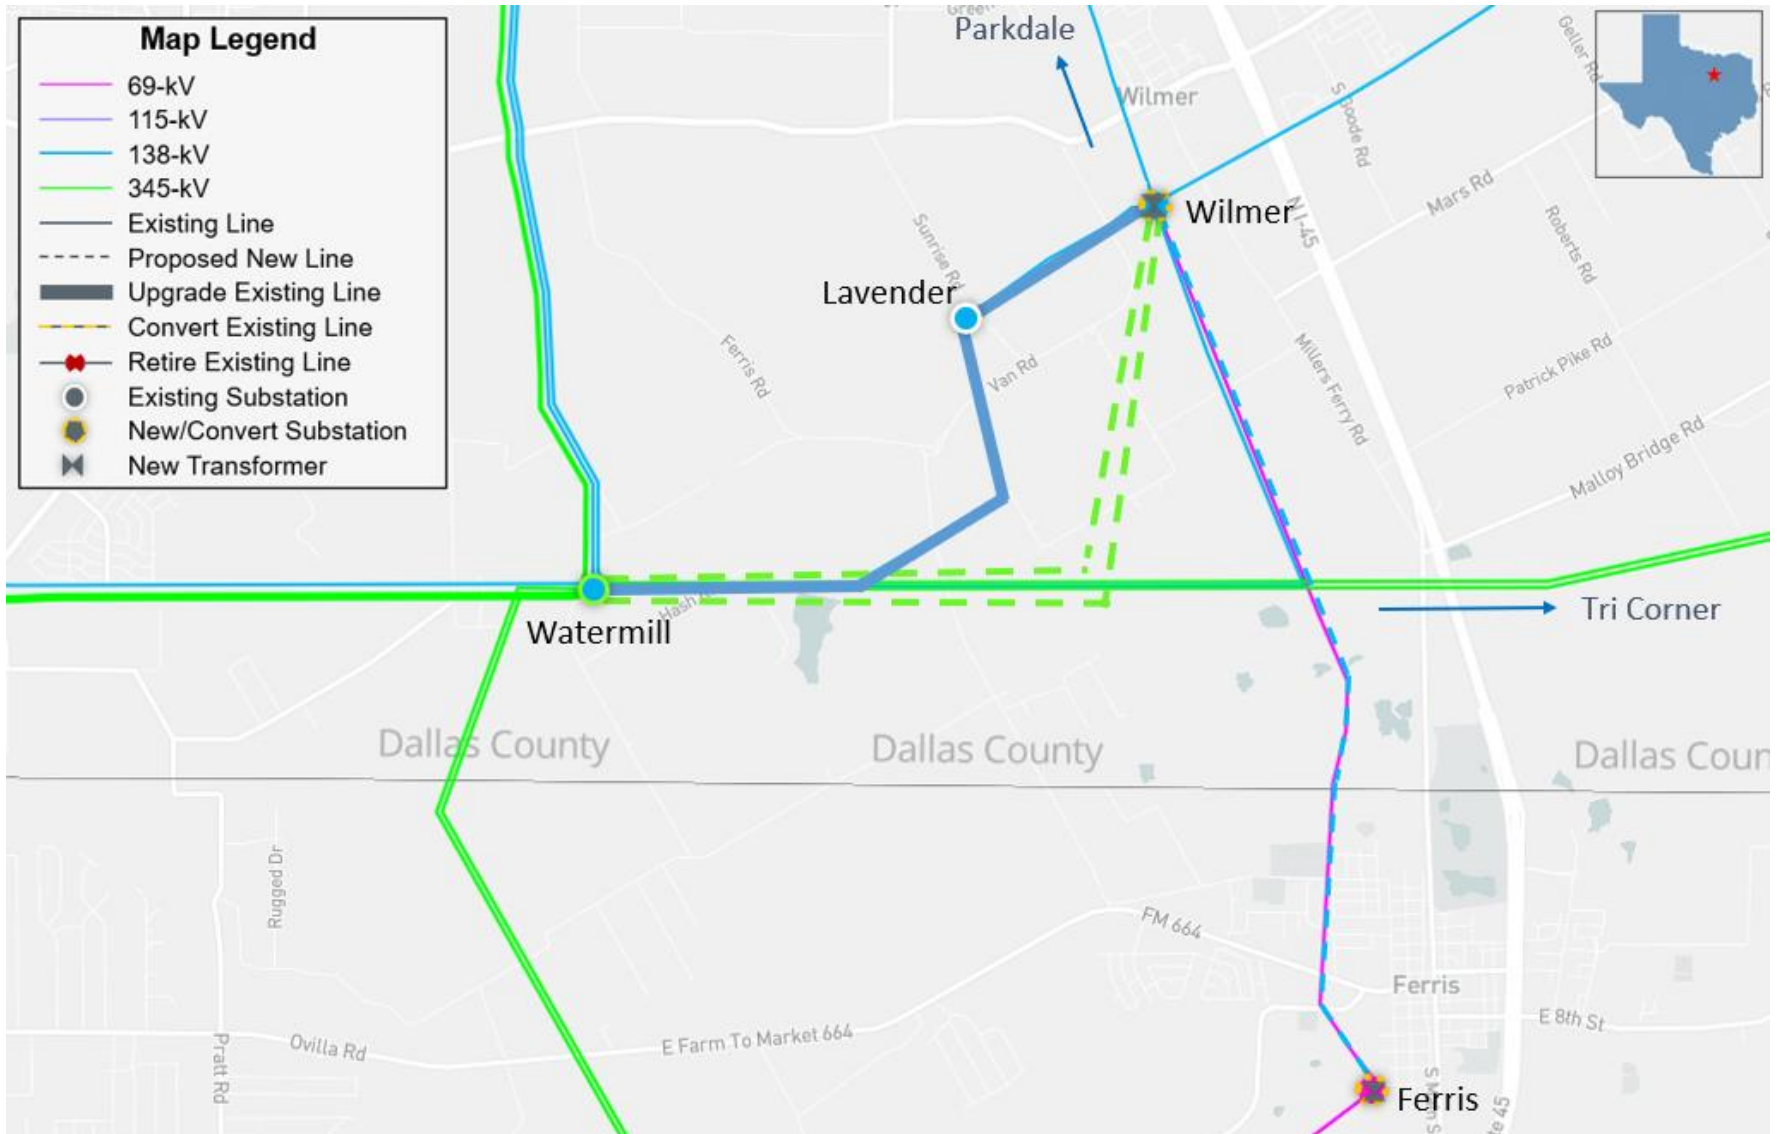 Map Legend
69-kV
115-kV
138-kV
345-kV
Existing Line
Proposed New Line
Upgrade Existing Line
Convert Existing Line
Retire Existing Line
Existing Substation
New/Convert Substation
New Transformer
Parkdale
Wilmer
Geller Rd
S Goode Rd
Mars Rd
N I-45
Roberts Rd
Wilmer
Sunrise Rd
Lavender
Ferris Rd
Van Rd
Millers Ferry Rd
Patrick Pike Rd
Malloy Bridge Rd
Hash
Watermill
Tri Corner
Dallas County
Dallas County
Dallas Coun
Rugged Dr
FM 664
Ferris
E 8th St
Pratt Rd
Ovilla Rd
E Farm To Market 664
Ferris
S Main S
te 45